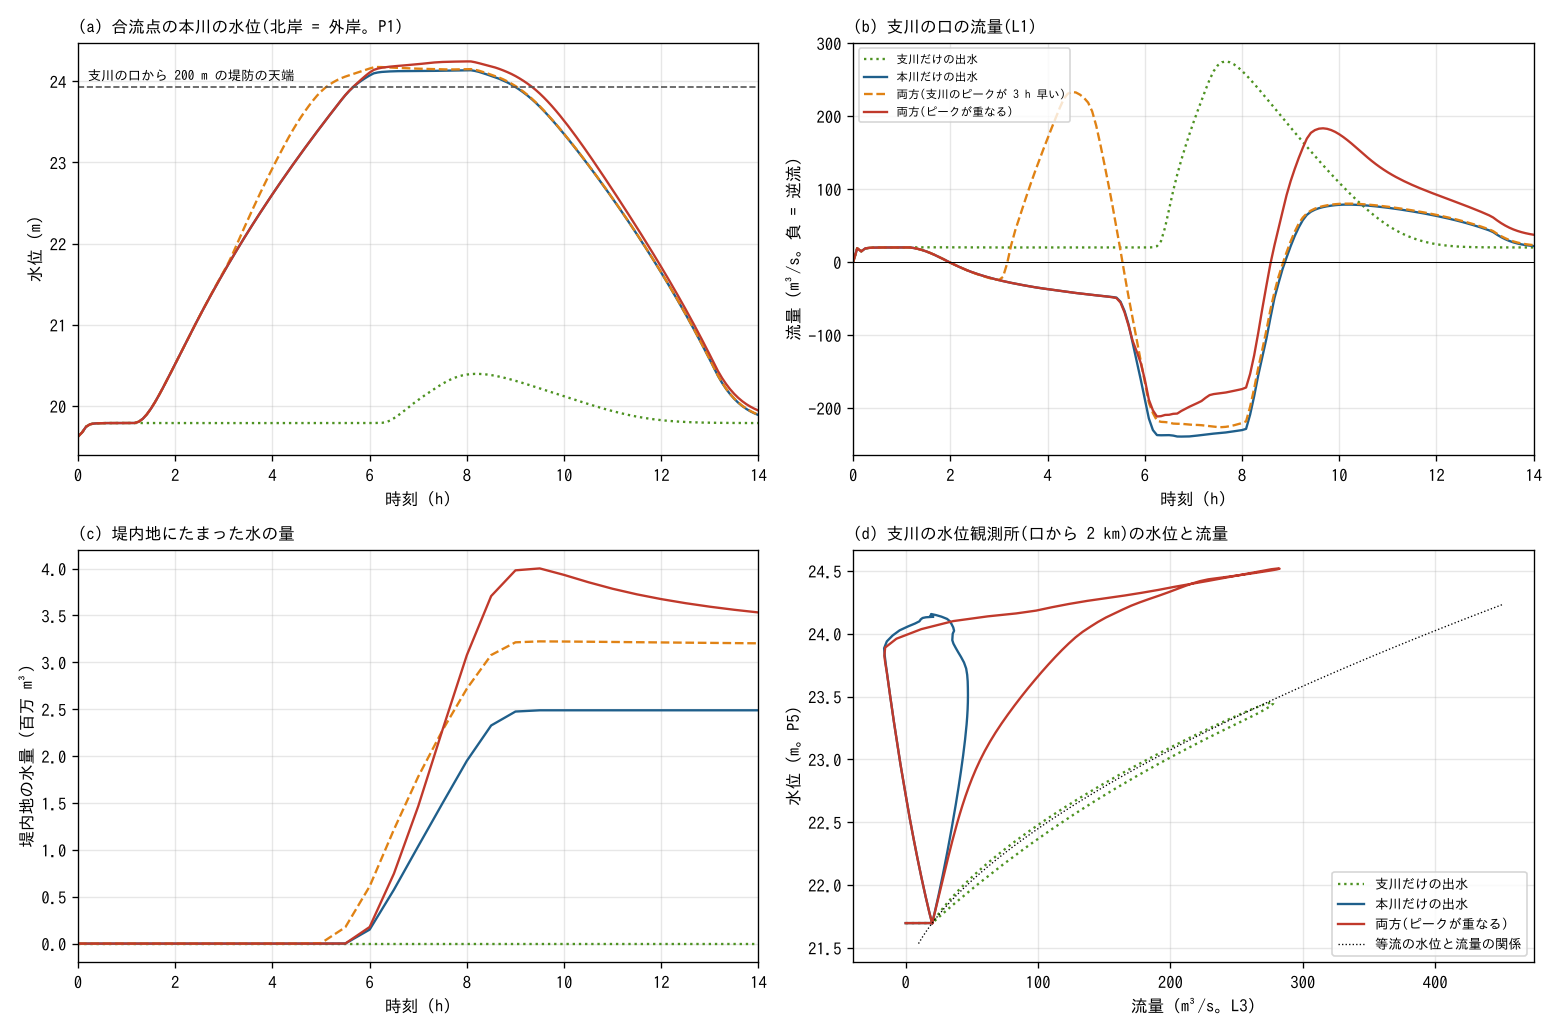 (a) 合流点の本川の水位(北岸 = 外岸。P1)
支川の口から 200 m の堤防の天端
24
23
22
21
20
水位 (m)
0 2 4 6 8 10 12 14
時刻 (h)
(b) 支川の口の流量(L1)
支川だけの出水
本川だけの出水
両方(支川のピークが 3 h 早い)
両方(ピークが重なる)
300
200
100
0
-100
-200
流量 (m³/s。負 = 逆流)
0 2 4 6 8 10 12 14
時刻 (h)
(c) 堤内地にたまった水の量
4.0
3.5
3.0
2.5
2.0
1.5
1.0
0.5
0.0
堤内地の水量 (百万 m³)
0 2 4 6 8 10 12 14
時刻 (h)
(d) 支川の水位観測所(口から 2 km)の水位と流量
24.5
24.0
23.5
23.0
22.5
22.0
21.5
水位 (m。P5)
支川だけの出水
本川だけの出水
両方(ピークが重なる)
等流の水位と流量の関係
0 100 200 300 400
流量 (m³/s。L3)